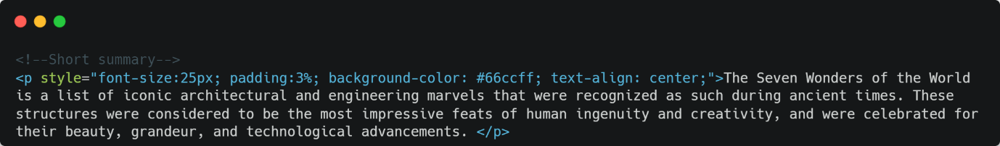 <!--Short summary-->
<p style="font-size:25px; padding:3%; background-color: #66ccff; text-align: center;">The Seven Wonders of the World
is a list of iconic architectural and engineering marvels that were recognized as such during ancient times. These
structures were considered to be the most impressive feats of human ingenuity and creativity, and were celebrated for
their beauty, grandeur, and technological advancements. </p>